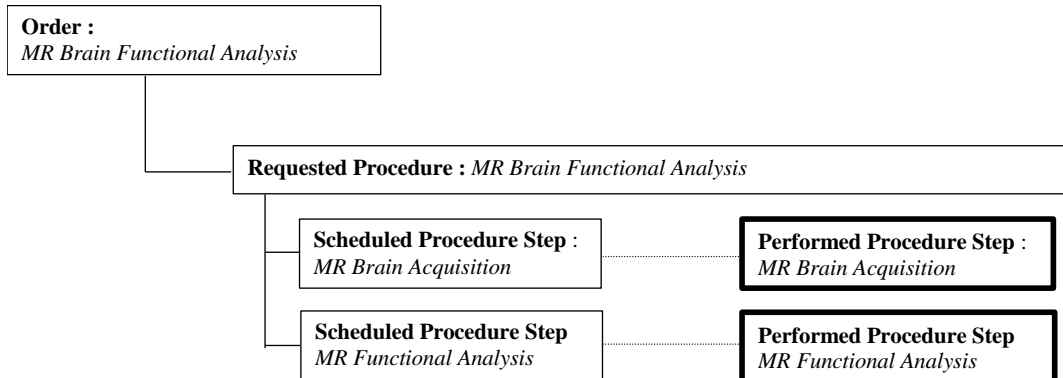 Order :
MR Brain Functional Analysis
Requested Procedure : MR Brain Functional Analysis
Scheduled Procedure Step :
MR Brain Acquisition
Performed Procedure Step :
MR Brain Acquisition
Scheduled Procedure Step
MR Functional Analysis
Performed Procedure Step
MR Functional Analysis